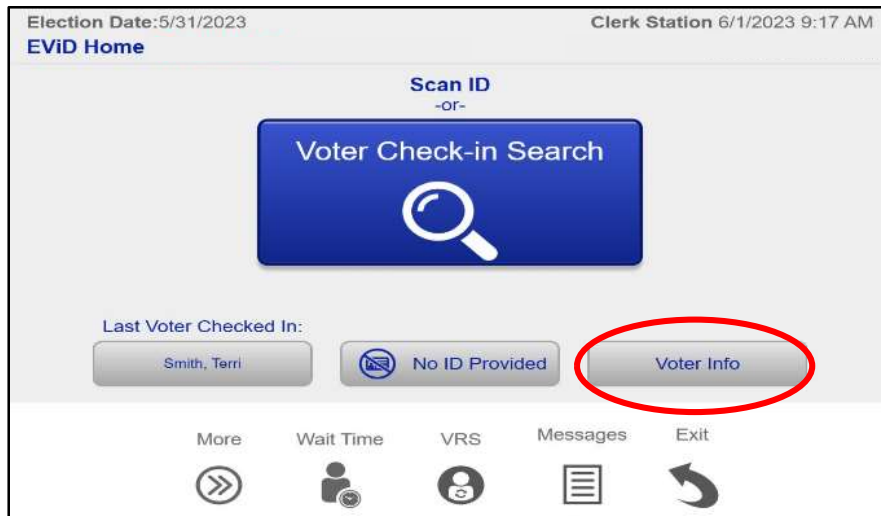 Election Date:5/31/2023 Clerk Station 6/1/2023 9:17 AM
EViD Home
Scan ID
-or-
Voter Check-in Search
Last Voter Checked In:
Smith, Terri No ID Provided Voter Info
More Wait Time VRS Messages Exit